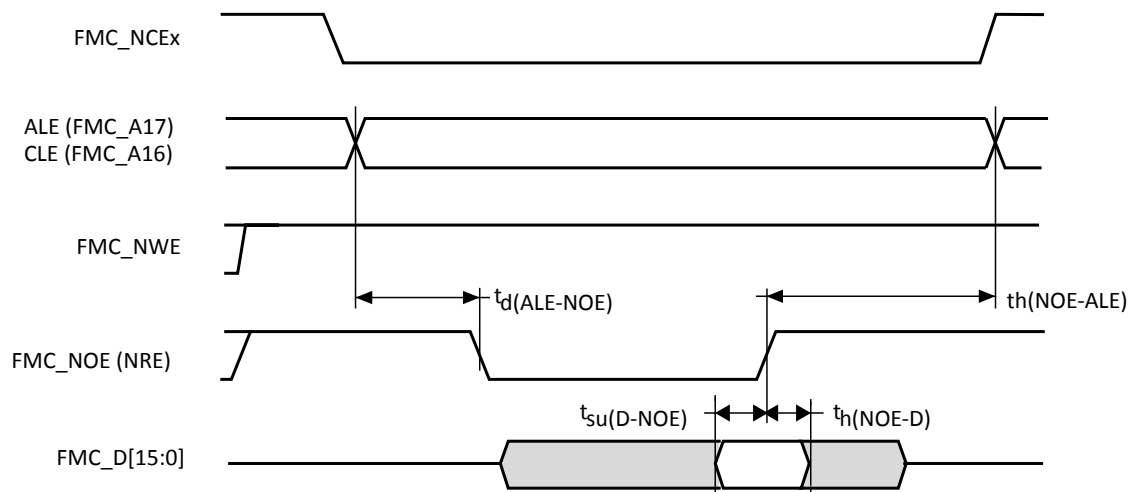 FMC_NCEx
ALE (FMC_A17)
CLE (FMC_A16)
FMC_NWE
td(ALE-NOE)
th(NOE-ALE)
FMC_NOE (NRE)
tsu(D-NOE)
th(NOE-D)
FMC_D[15:0]